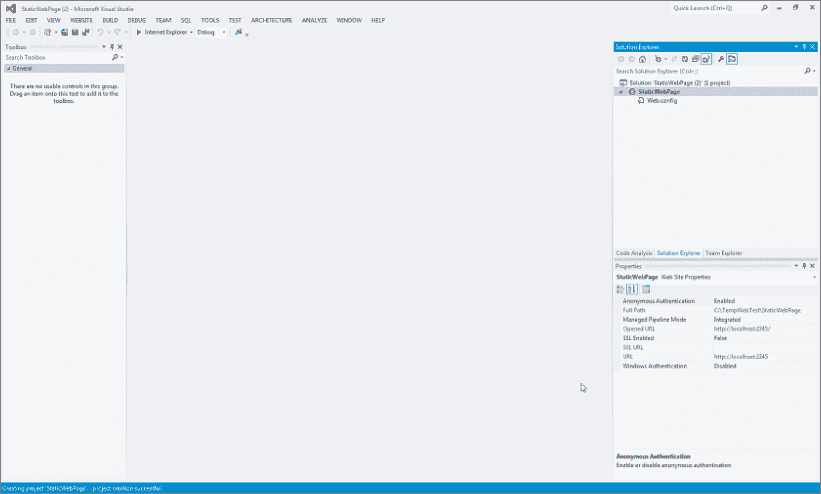 StaticWebPage (2) - Microsoft Visual Studio
Quick Launch (Ctrl+Q)
FILE EDIT VIEW WEBSITE BUILD DEBUG TEAM SQL TOOLS TEST ARCHITECTURE ANALYZE WINDOW HELP
Internet Explorer Debug
Toolbox
Search Toolbox
General
There are no usable controls in this group.
Drag an item onto this text to add it to the
toolbox.
Solution Explorer
Search Solution Explorer (Ctrl+;)
Solution 'StaticWebPage (2)' (1 project)
StaticWebPage
Web.config
Code Analysis Solution Explorer Team Explorer
Properties
StaticWebPage Web Site Properties
Anonymous Authentication Enabled
Full Path C:\TempWebTest\StaticWebPage
Managed Pipeline Mode Integrated
Opened URL http://localhost:2245/
SSL Enabled False
SSL URL
URL http://localhost:2245
Windows Authentication Disabled
Anonymous Authentication
Enable or disable anonymous authentication
Creating project 'StaticWebPage'... project creation successful.